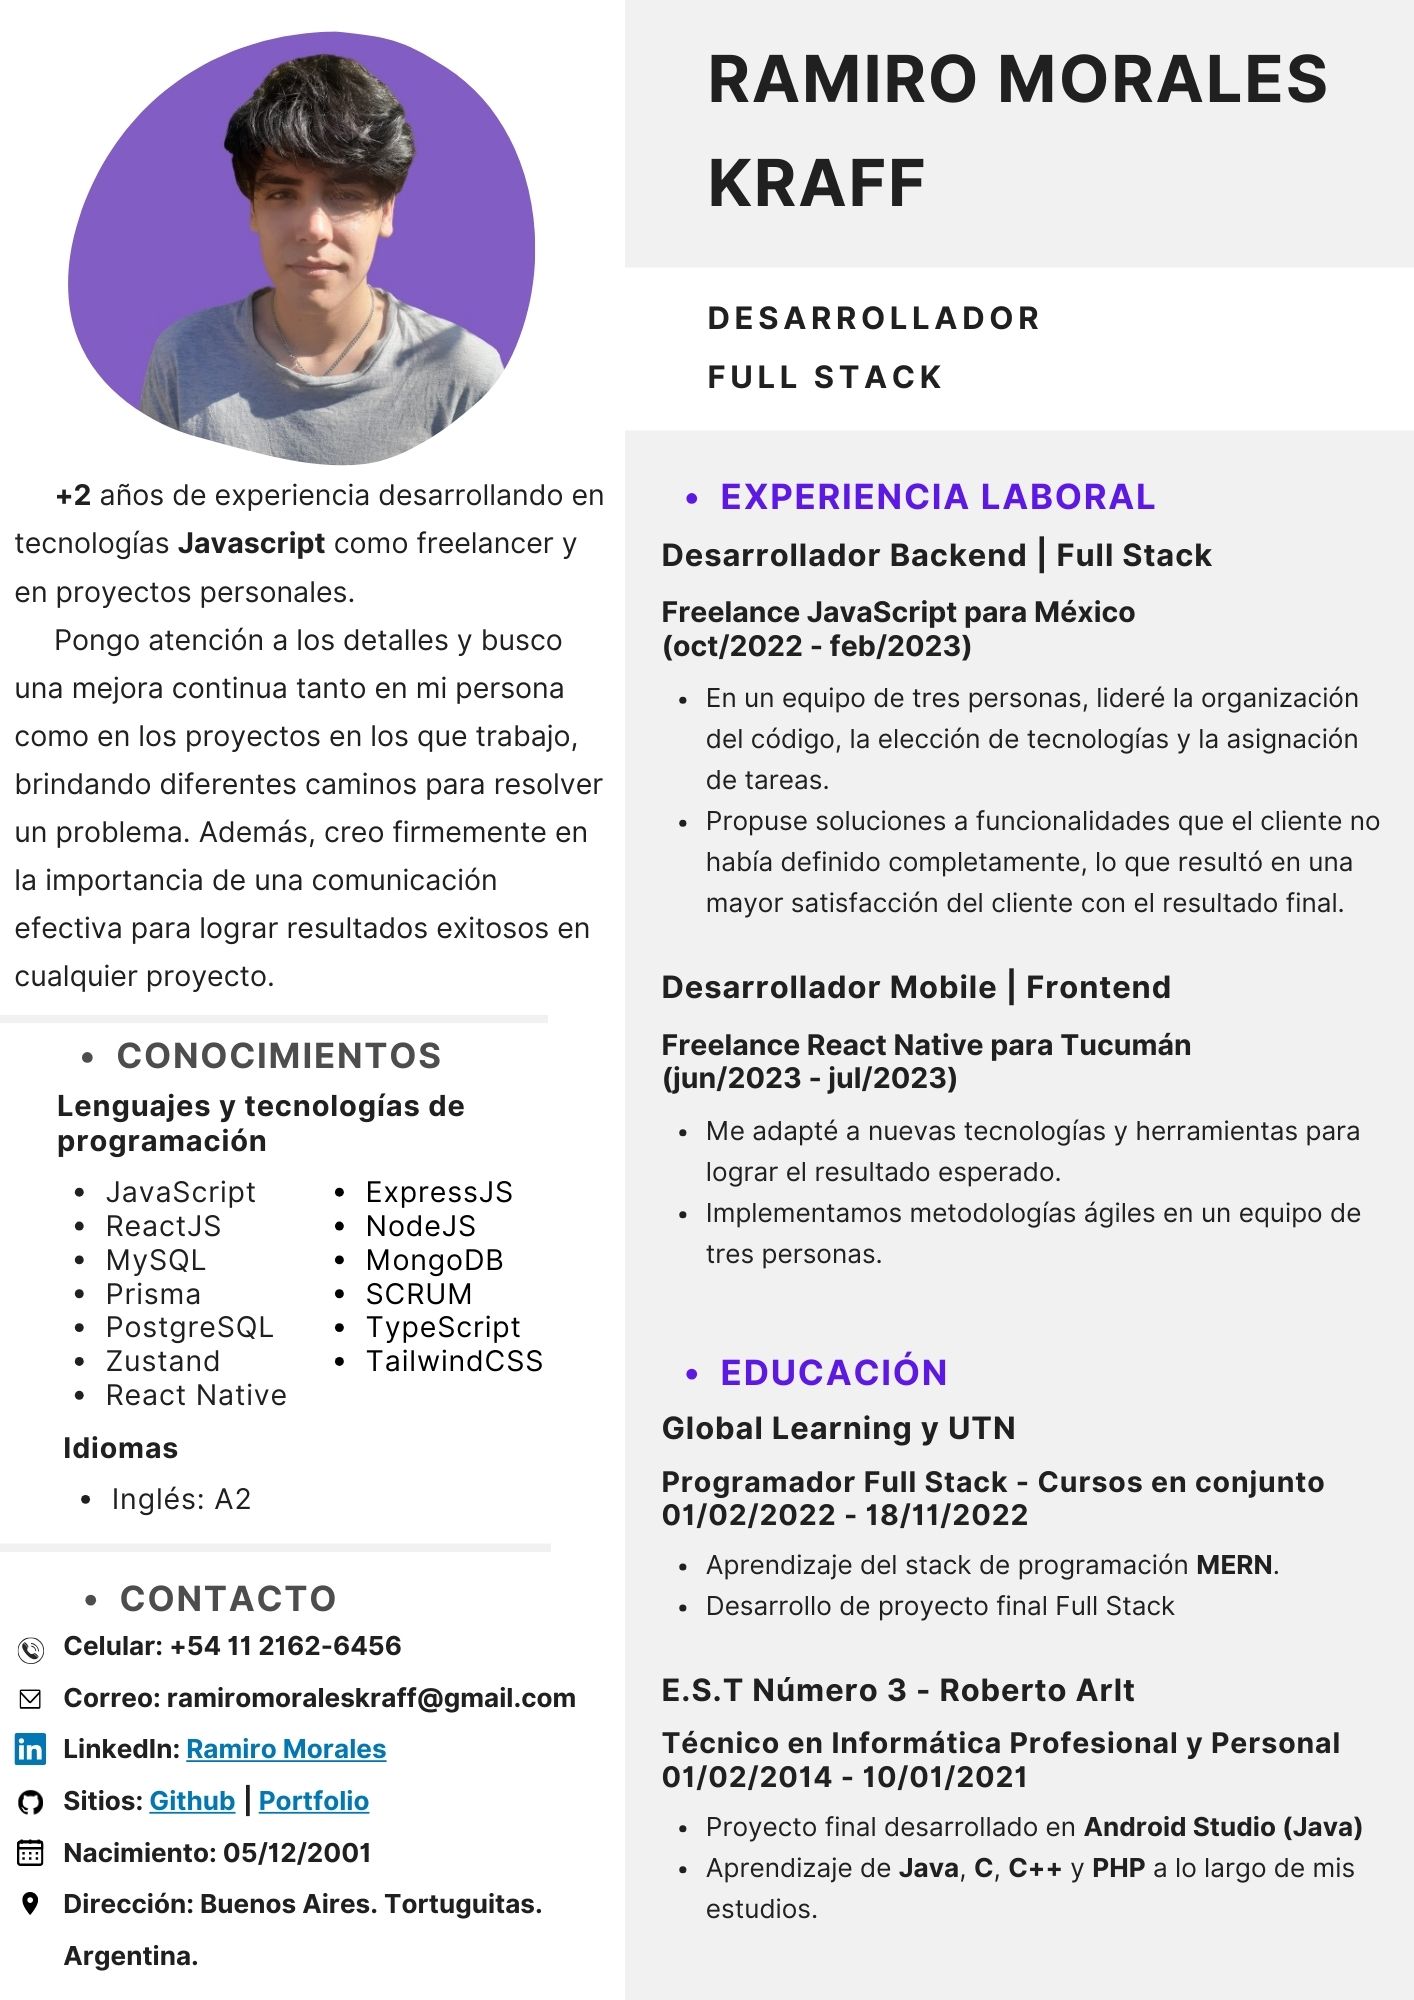 RAMIRO MORALES
KRAFF
DESARROLLADOR
FULL STACK
+2 años de experiencia desarrollando en
tecnologías Javascript como freelancer y
en proyectos personales.
Pongo atención a los detalles y busco
una mejora continua tanto en mi persona
como en los proyectos en los que trabajo,
brindando diferentes caminos para resolver
un problema. Además, creo firmemente en
la importancia de una comunicación
efectiva para lograr resultados exitosos en
cualquier proyecto.
• CONOCIMIENTOS
Lenguajes y tecnologías de
programación
• JavaScript
• ReactJS
• MySQL
• Prisma
• PostgreSQL
• Zustand
• React Native
• ExpressJS
• NodeJS
• MongoDB
• SCRUM
• TypeScript
• TailwindCSS
Idiomas
• Inglés: A2
• CONTACTO
Celular: +54 11 2162-6456
Correo: ramiromoraleskraff@gmail.com
in LinkedIn: Ramiro Morales
Sitios: Github | Portfolio
Nacimiento: 05/12/2001
Dirección: Buenos Aires. Tortuguitas.
Argentina.
• EXPERIENCIA LABORAL
Desarrollador Backend | Full Stack
Freelance JavaScript para México
(oct/2022 - feb/2023)
• En un equipo de tres personas, lideré la organización
del código, la elección de tecnologías y la asignación
de tareas.
• Propuse soluciones a funcionalidades que el cliente no
había definido completamente, lo que resultó en una
mayor satisfacción del cliente con el resultado final.
Desarrollador Mobile | Frontend
Freelance React Native para Tucumán
(jun/2023 - jul/2023)
• Me adapté a nuevas tecnologías y herramientas para
lograr el resultado esperado.
• Implementamos metodologías ágiles en un equipo de
tres personas.
• EDUCACIÓN
Global Learning y UTN
Programador Full Stack - Cursos en conjunto
01/02/2022 - 18/11/2022
• Aprendizaje del stack de programación MERN.
• Desarrollo de proyecto final Full Stack
E.S.T Número 3 - Roberto Arlt
Técnico en Informática Profesional y Personal
01/02/2014 - 10/01/2021
• Proyecto final desarrollado en Android Studio (Java)
• Aprendizaje de Java, C, C++ y PHP a lo largo de mis
estudios.